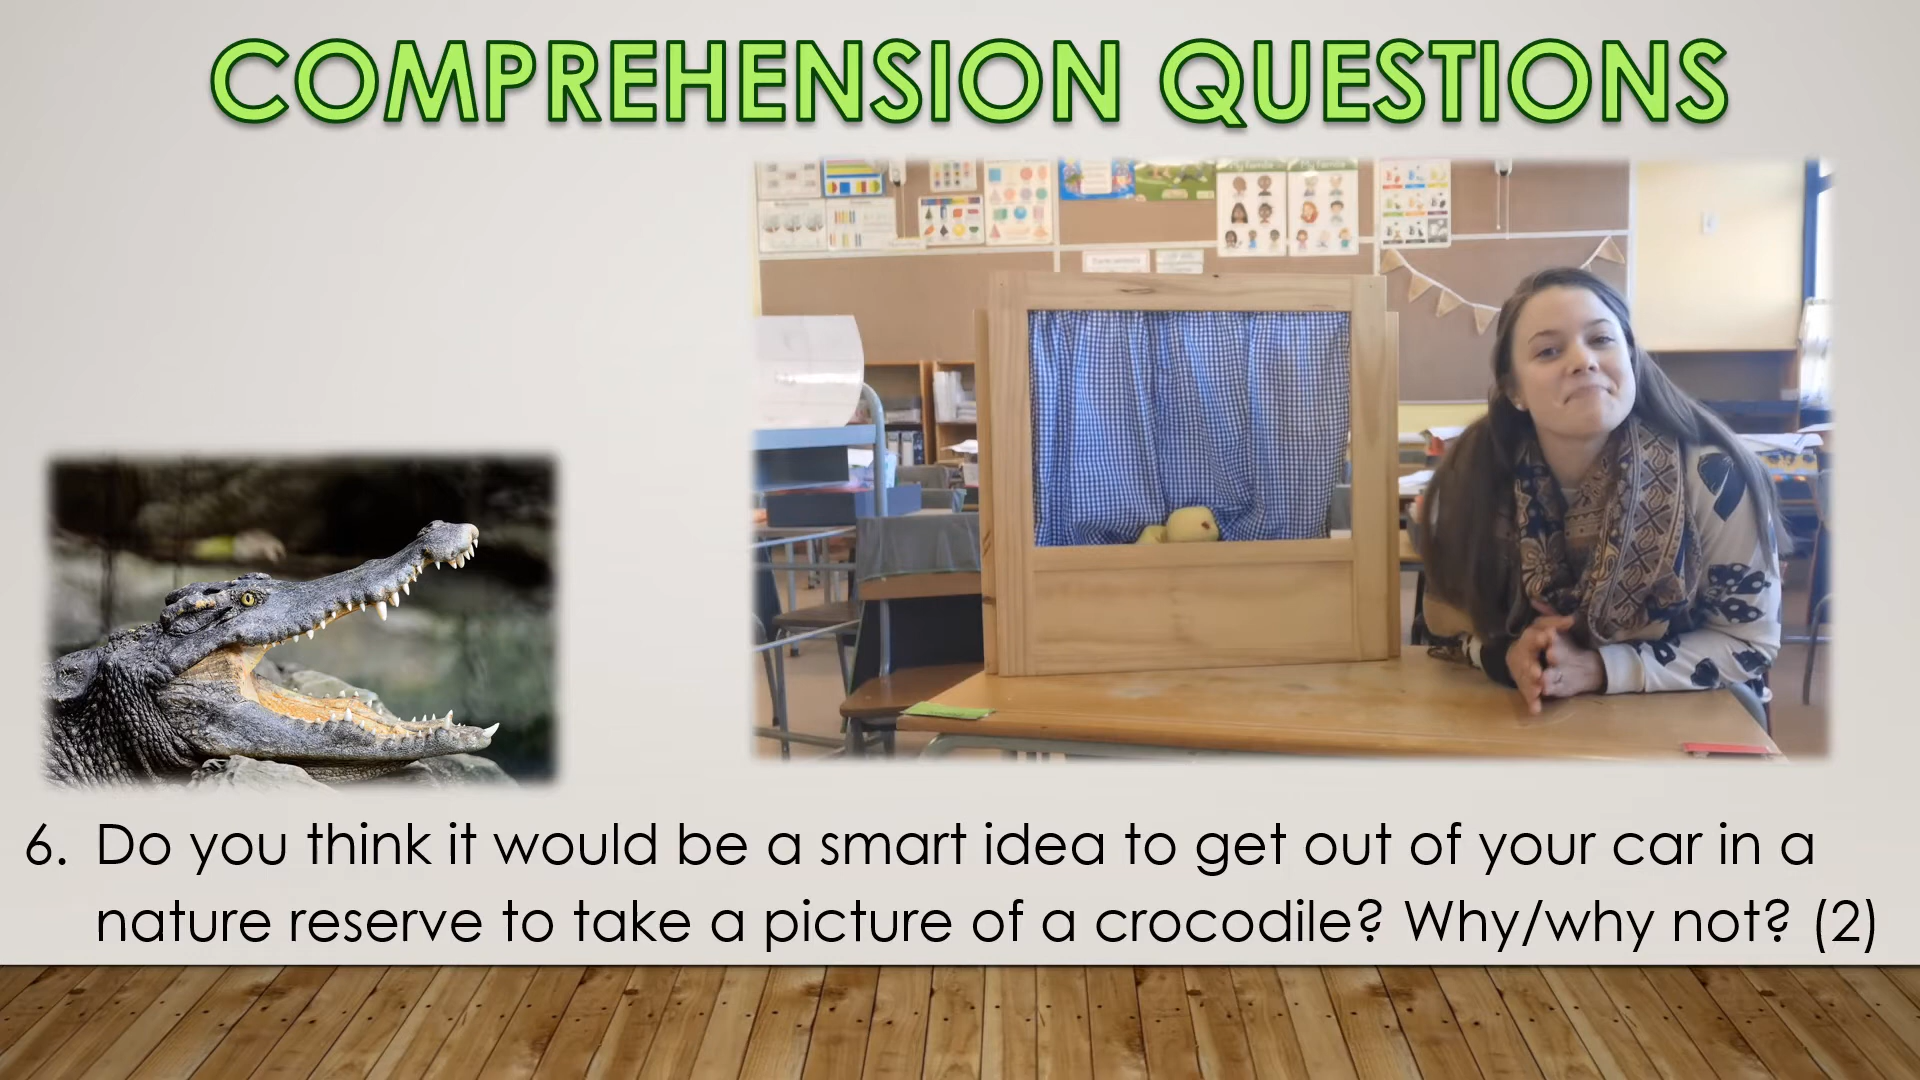 COMPREHENSION QUESTIONS
6. Do you think it would be a smart idea to get out of your car in a
nature reserve to take a picture of a crocodile? Why/why not? (2)